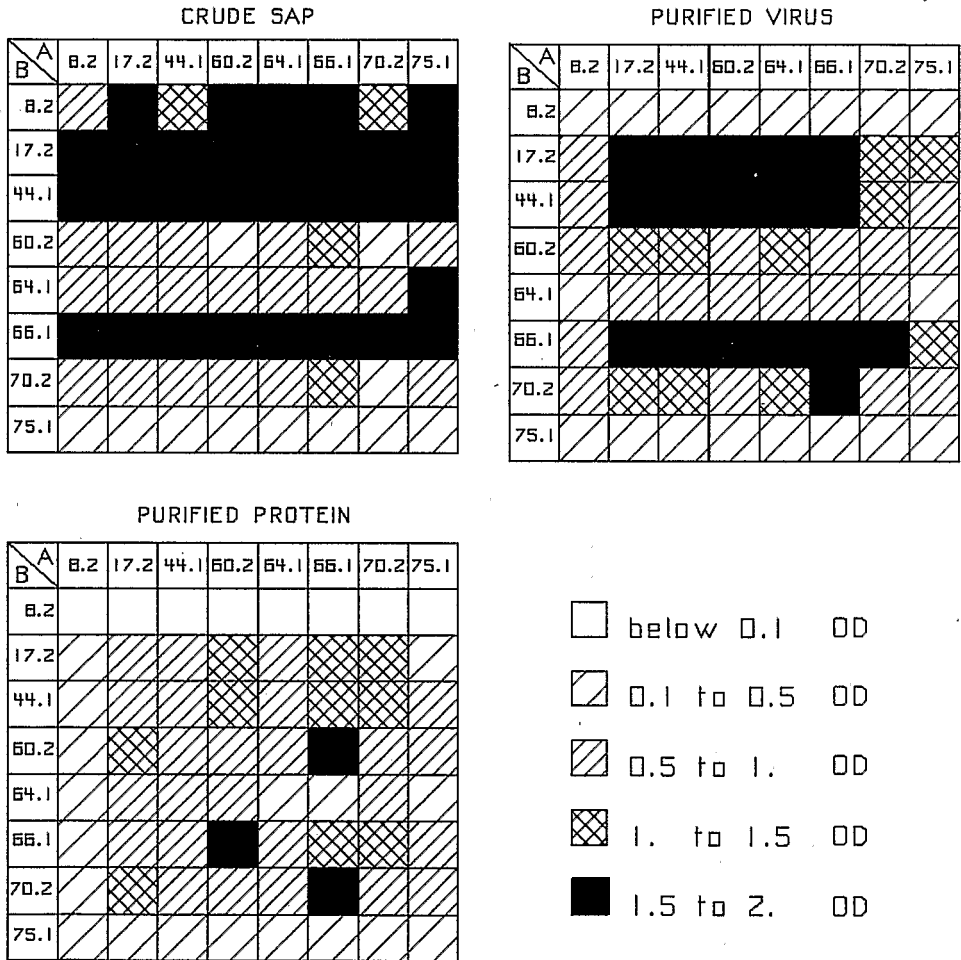 CRUDE SAP
B A 8.2 17.2 44.1 60.2 64.1 66.1 70.2 75.1
8.2
17.2
44.1
60.2
64.1
66.1
70.2
75.1
PURIFIED VIRUS
B A 8.2 17.2 44.1 60.2 64.1 66.1 70.2 75.1
8.2
17.2
44.1
60.2
64.1
66.1
70.2
75.1
PURIFIED PROTEIN
B A 8.2 17.2 44.1 60.2 64.1 66.1 70.2 75.1
8.2
17.2
44.1
60.2
64.1
66.1
70.2
75.1
below 0.1 OD
0.1 to 0.5 OD
0.5 to 1. OD
1. to 1.5 OD
1.5 to 2. OD